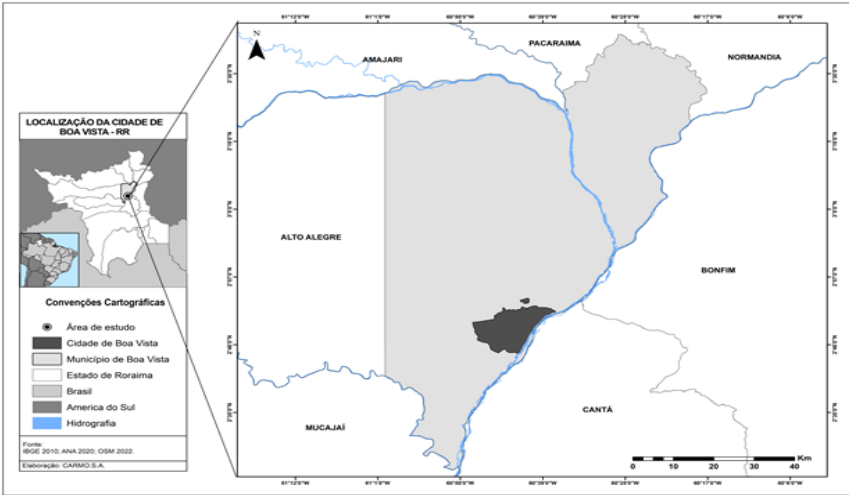 LOCALIZAÇÃO DA CIDADE DE
BOA VISTA - RR
Convenções Cartográficas
Área de estudo
Cidade de Boa Vista
Município de Boa Vista
Estado de Roraima
Brasil
America do Sul
Hidrografia
Fonte:
IBGE 2010; ANA 2020; OSM 2022.
Elaboração: CARMO.S.A.
N
AMAJARI
PACARAIMA
NORMANDIA
ALTO ALEGRE
BONFIM
MUCAJAÍ
CANTÁ
Km
0 10 20 30 40